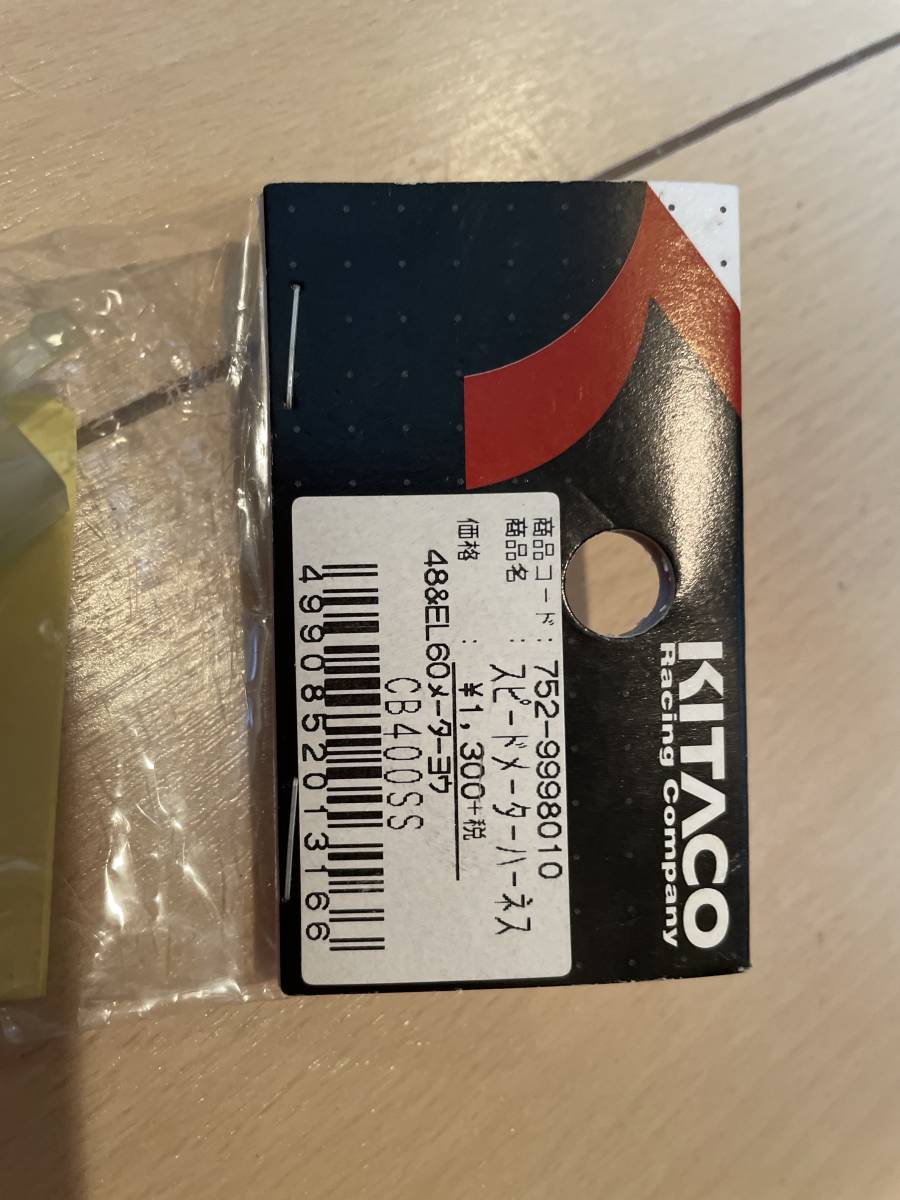 KITACO
Racing Company
商品コード: 752-9998010
商品名 : スピードメーターハーネス
価格 : ¥1,300+税
48&EL60メーターヨウ
CB400SS
4990852013166